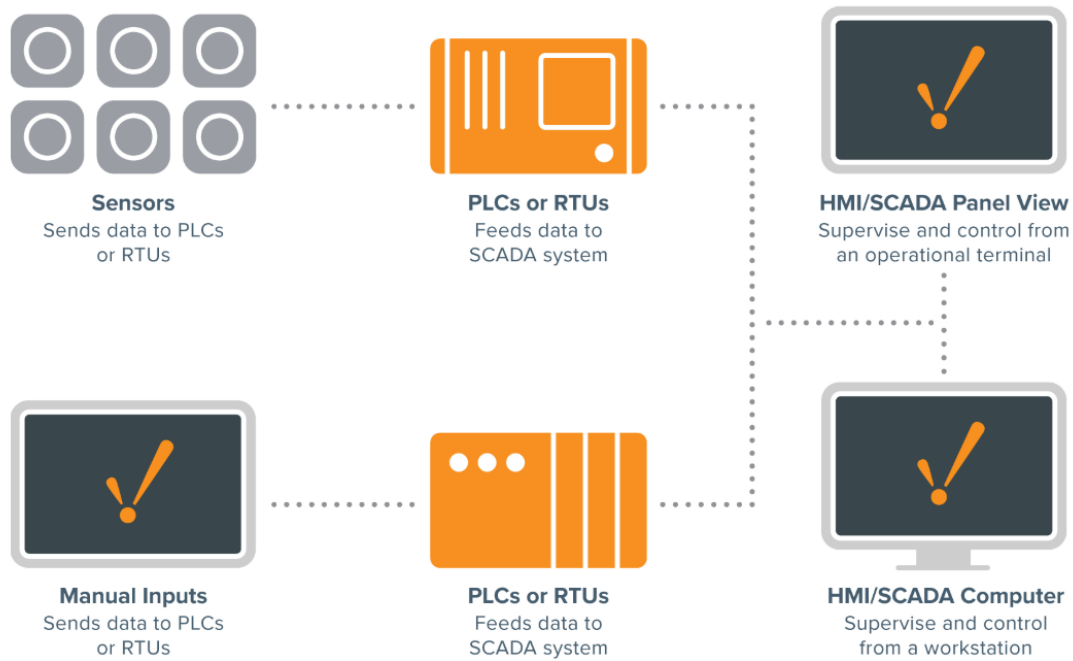 Sensors
Sends data to PLCs
or RTUs
PLCs or RTUs
Feeds data to
SCADA system
HMI/SCADA Panel View
Supervise and control from
an operational terminal
Manual Inputs
Sends data to PLCs
or RTUs
PLCs or RTUs
Feeds data to
SCADA system
HMI/SCADA Computer
Supervise and control
from a workstation